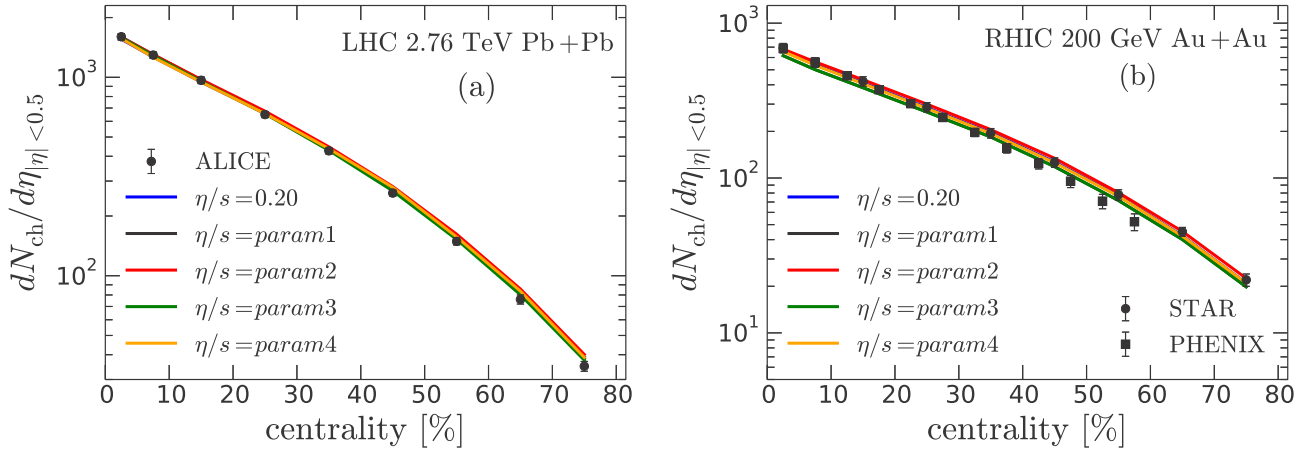 LHC 2.76 TeV Pb+Pb
(a)
10³
10²
dN_ch/dη_|η|<0.5
ALICE
η/s=0.20
η/s=param1
η/s=param2
η/s=param3
η/s=param4
0 10 20 30 40 50 60 70 80
centrality [%]
RHIC 200 GeV Au+Au
(b)
10³
10²
10¹
dN_ch/dη_|η|<0.5
η/s=0.20
η/s=param1
η/s=param2
η/s=param3
η/s=param4
STAR
PHENIX
0 10 20 30 40 50 60 70 80
centrality [%]